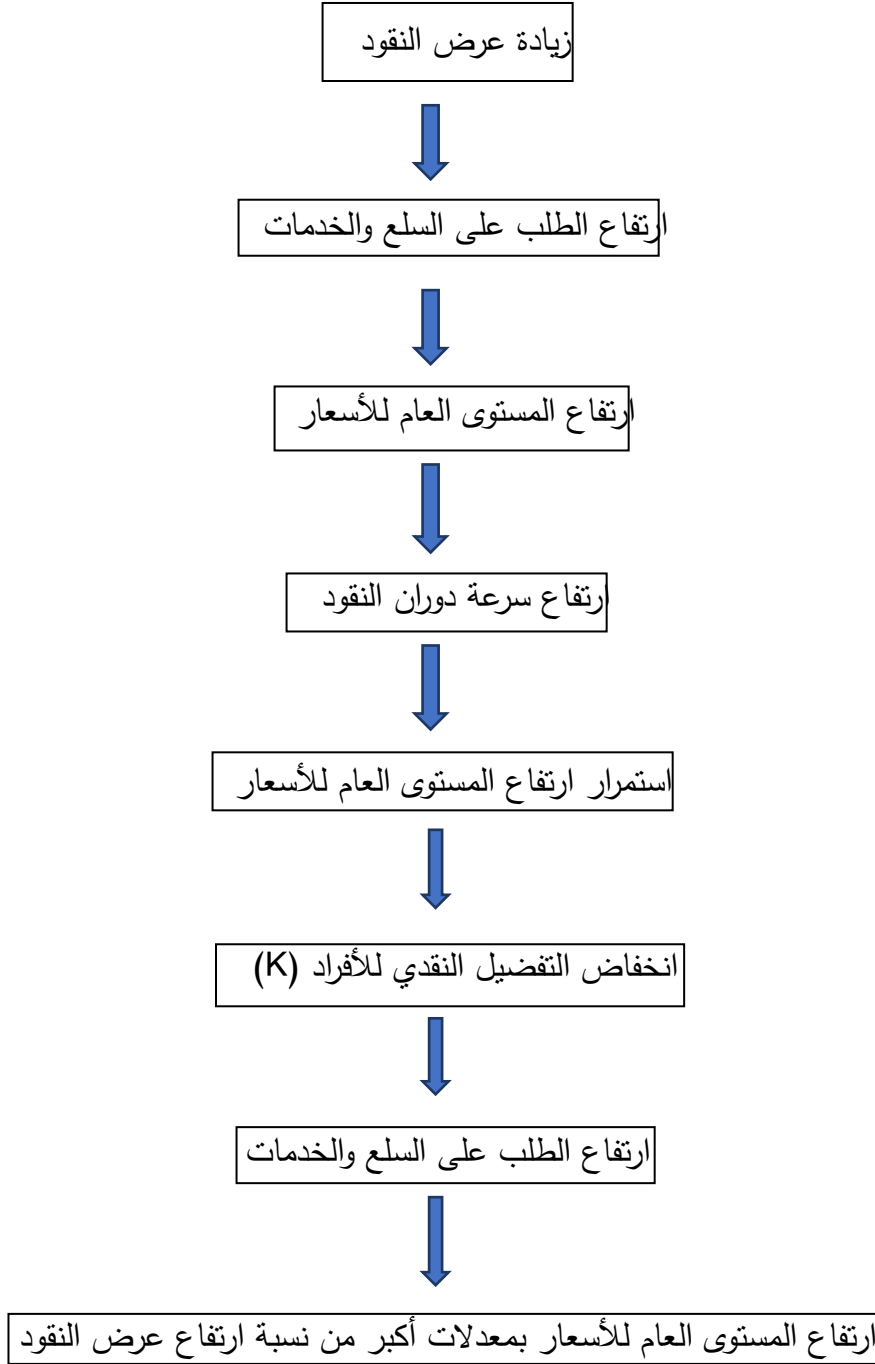 زيادة عرض النقود
ارتفاع الطلب على السلع والخدمات
ارتفاع المستوى العام للأسعار
ارتفاع سرعة دوران النقود
استمرار ارتفاع المستوى العام للأسعار
انخفاض التفضيل النقدي للأفراد (K)
ارتفاع الطلب على السلع والخدمات
ارتفاع المستوى العام للأسعار بمعدلات أكبر من نسبة ارتفاع عرض النقود